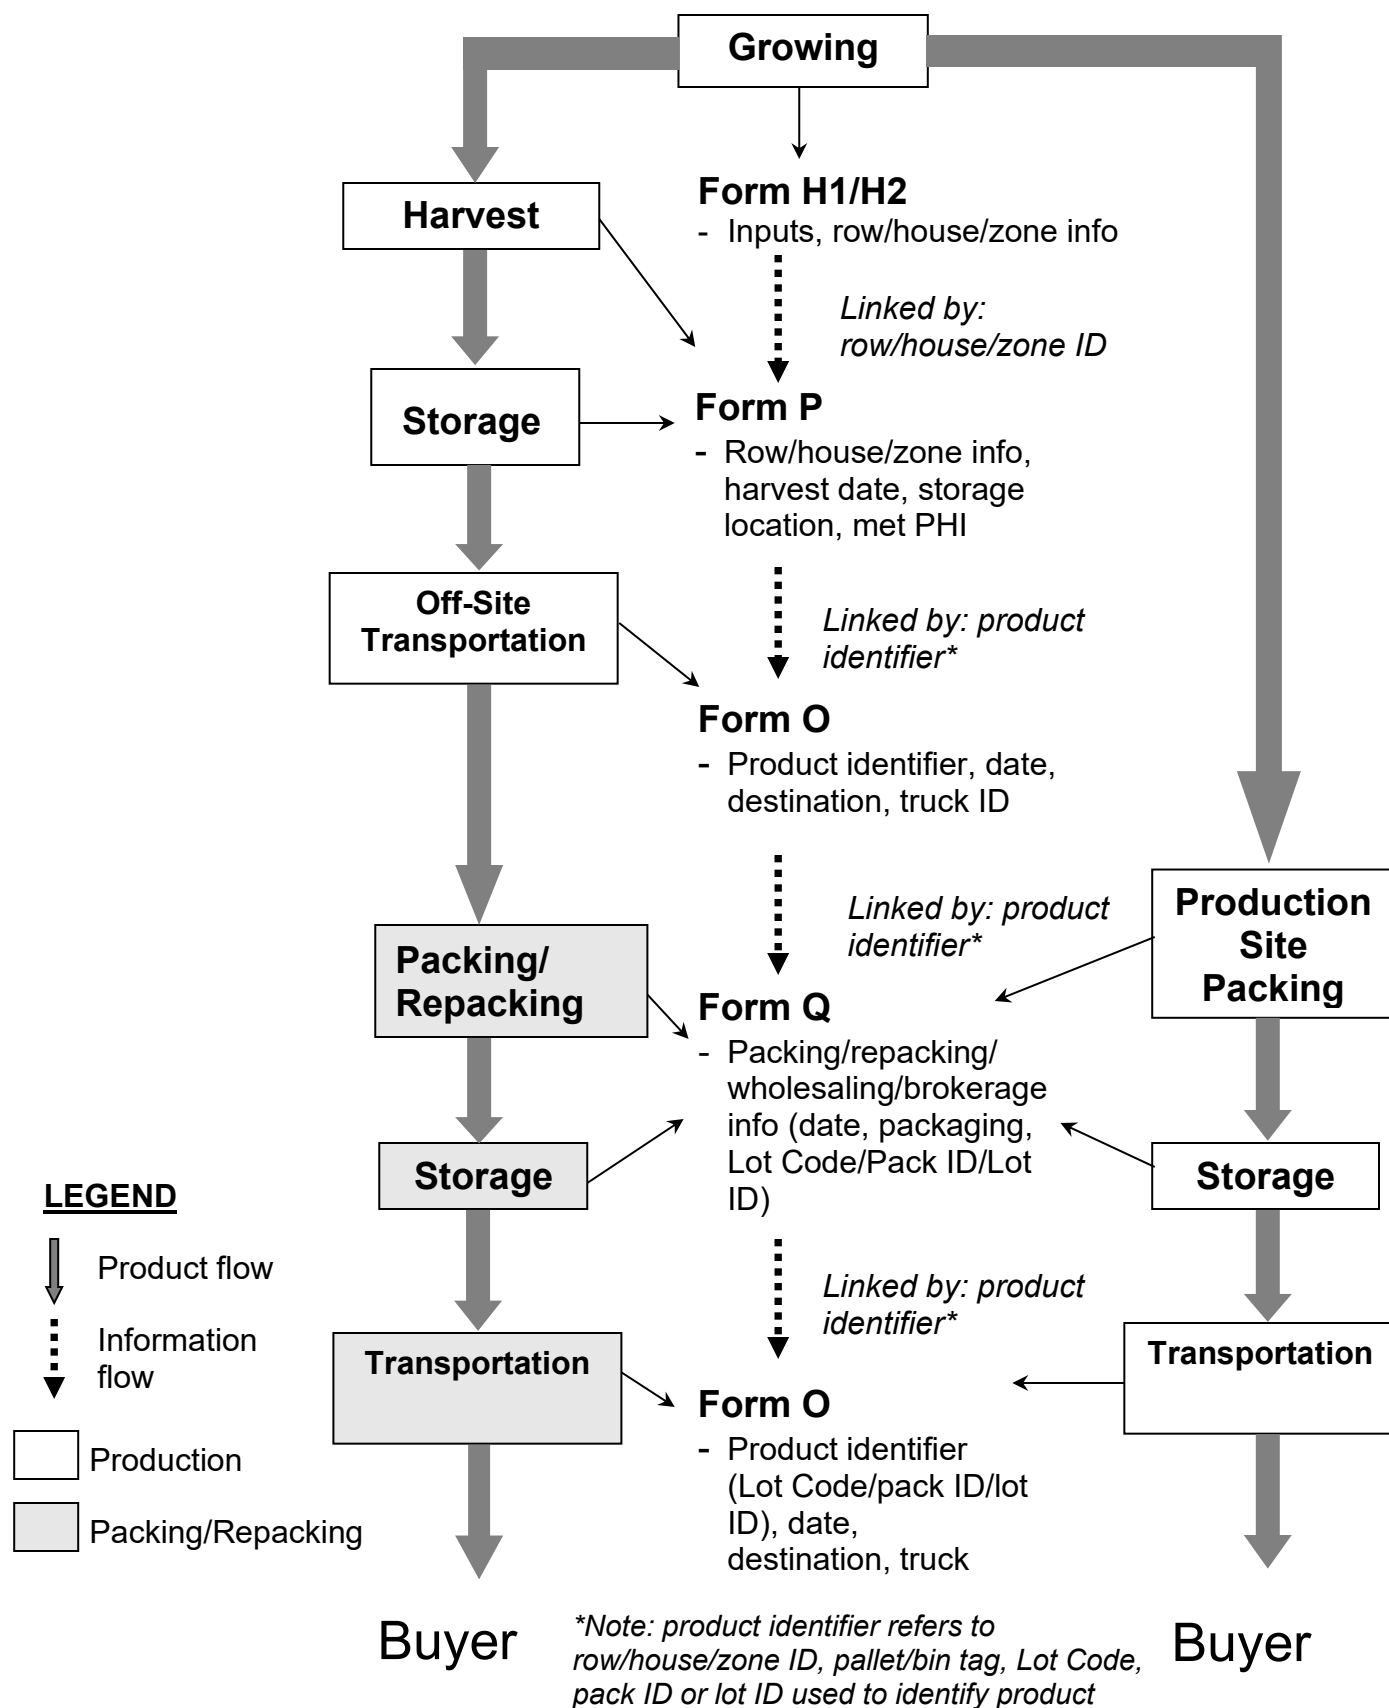 Growing
Form H1/H2
- Inputs, row/house/zone info
Harvest
Linked by:
row/house/zone ID
Storage
Form P
- Row/house/zone info,
harvest date, storage
location, met PHI
Off-Site
Transportation
Linked by: product
identifier*
Form O
- Product identifier, date,
destination, truck ID
Linked by: product
identifier*
Production
Site
Packing
Packing/
Repacking
Form Q
- Packing/repacking/
wholesaling/brokerage
info (date, packaging,
Lot Code/Pack ID/Lot
ID)
Storage
Storage
LEGEND
Product flow
Information
flow
Production
Packing/Repacking
Linked by: product
identifier*
Transportation
Transportation
Form O
- Product identifier
(Lot Code/pack ID/lot
ID), date,
destination, truck
Buyer
Buyer
*Note: product identifier refers to
row/house/zone ID, pallet/bin tag, Lot Code,
pack ID or lot ID used to identify product